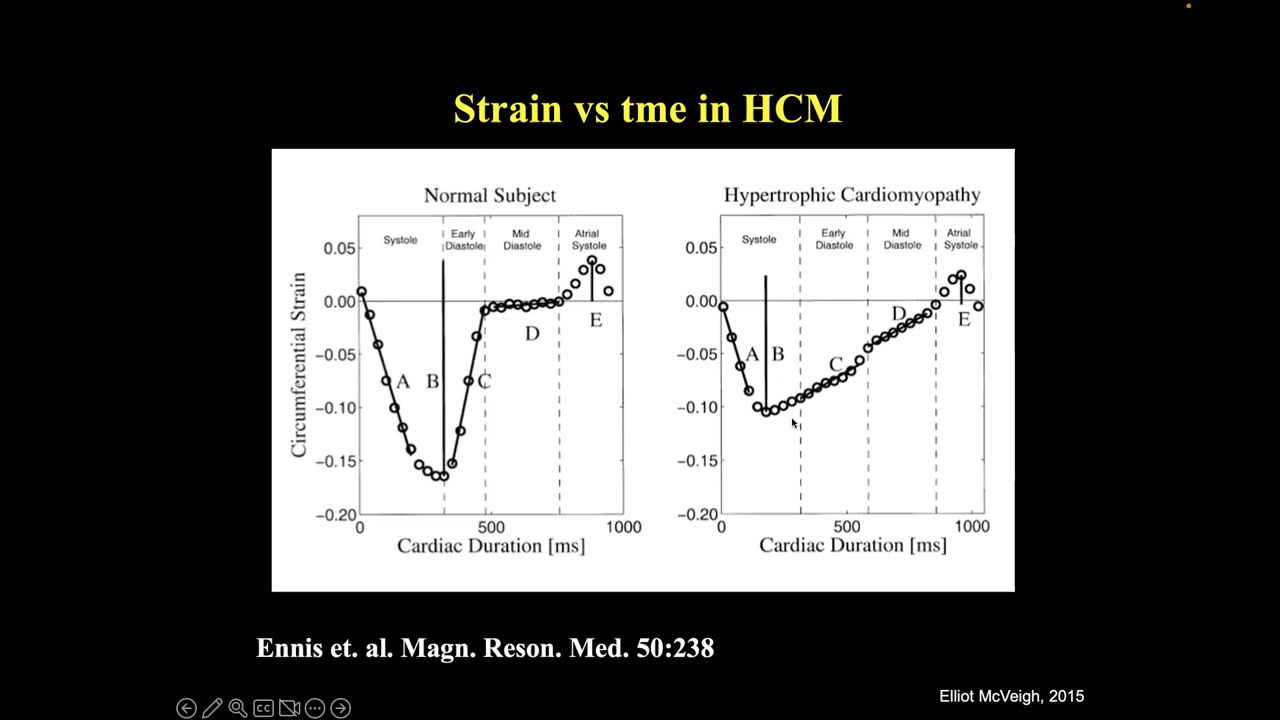 Strain vs tme in HCM
Normal Subject
Hypertrophic Cardiomyopathy
Systole
Early Diastole
Mid Diastole
Atrial Systole
Systole
Early Diastole
Mid Diastole
Atrial Systole
Circumferential Strain
0.05
0.00
−0.05
−0.10
−0.15
−0.20
A
B
C
D
E
0
500
1000
Cardiac Duration [ms]
0.05
0.00
−0.05
−0.10
−0.15
−0.20
A
B
C
D
E
0
500
1000
Cardiac Duration [ms]
Ennis et. al. Magn. Reson. Med. 50:238
Elliot McVeigh, 2015
CC